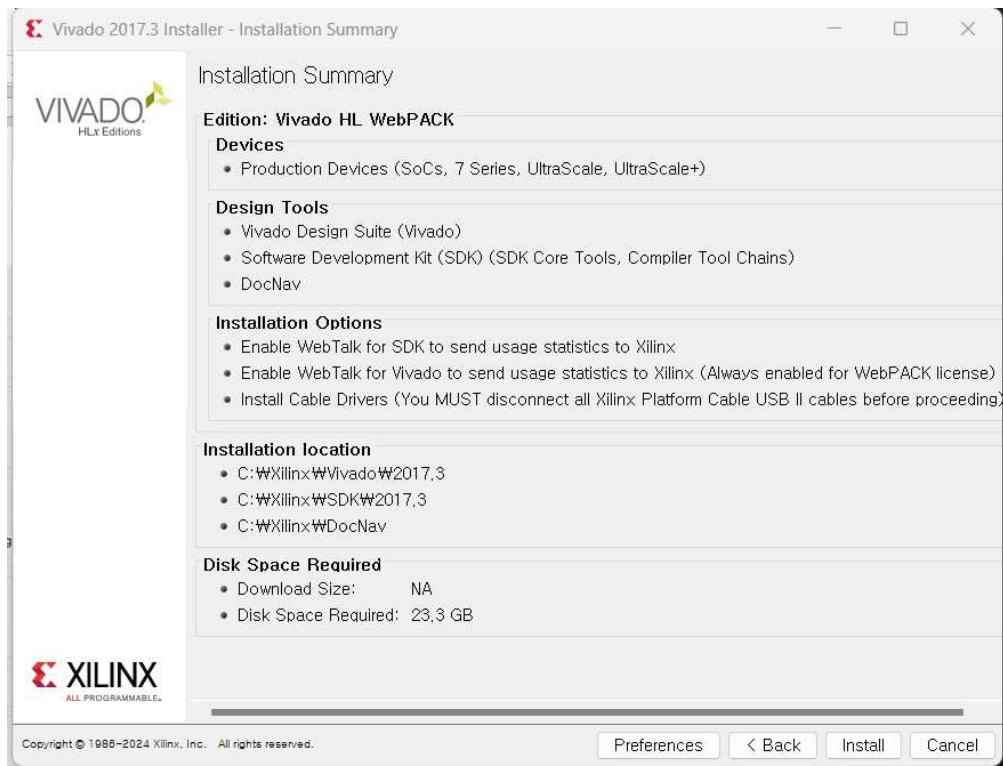 Vivado 2017.3 Installer - Installation Summary
Installation Summary
VIVADO.
HLx Editions
Edition: Vivado HL WebPACK
Devices
Production Devices (SoCs, 7 Series, UltraScale, UltraScale+)
Design Tools
Vivado Design Suite (Vivado)
Software Development Kit (SDK) (SDK Core Tools, Compiler Tool Chains)
DocNav
Installation Options
Enable WebTalk for SDK to send usage statistics to Xilinx
Enable WebTalk for Vivado to send usage statistics to Xilinx (Always enabled for WebPACK license)
Install Cable Drivers (You MUST disconnect all Xilinx Platform Cable USB II cables before proceeding)
Installation location
C:₩Xilinx₩Vivado₩2017.3
C:₩Xilinx₩SDK₩2017.3
C:₩Xilinx₩DocNav
Disk Space Required
Download Size: NA
Disk Space Required: 23.3 GB
XILINX
ALL PROGRAMMABLE.
Copyright © 1986-2024 Xilinx, Inc. All rights reserved.
Preferences < Back Install Cancel